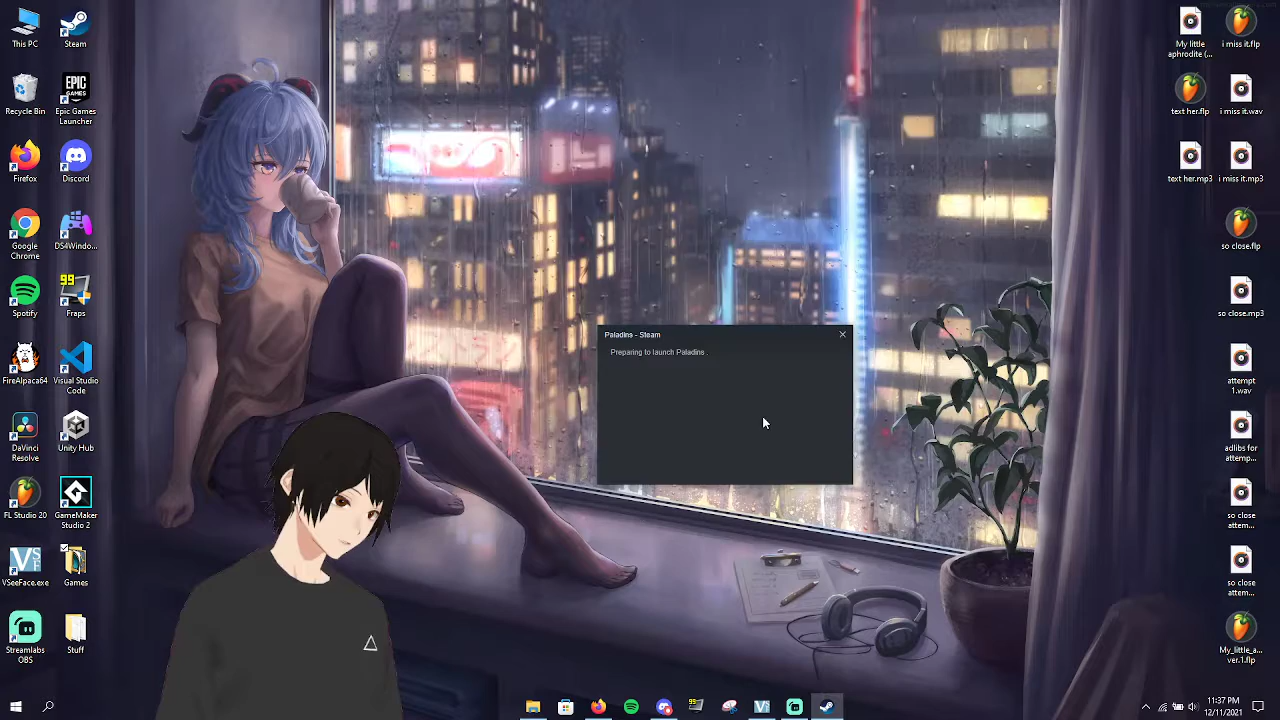 This PC
Steam
Recycle Bin
EPIC
GAMES
Epic Games
Launcher
Firefox
Discord
Google
Chrome
DS4Windo...
Spotify
99
Fraps
FireAlpaca64
Visual Studio
Code
DaVinci
Resolve
Unity Hub
FL Studio 20
GameMaker
Studio 2
VSeeFace.exe
Games
Streamlabs
OBS
Stuff
Paladins - Steam
Preparing to launch Paladins
My little
aphrodite (...
i miss it.flp
text her.flp
i miss it.wav
text her.mp3
i miss it.mp3
so close.flp
so close.mp3
attempt
1.wav
adlibs for
attemp...
so close
attem...
so close
attem...
My_little_a...
ver.1.flp
11:37 PM
12/11/2021